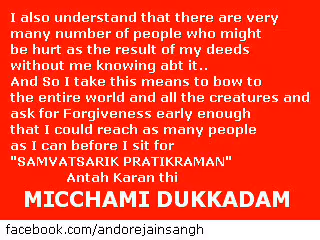 I also understand that there are very
many number of people who might
be hurt as the result of my deeds
without me knowing abt it..
And So I take this means to bow to
the entire world and all the creatures and
ask for Forgiveness early enough
that I could reach as many people
as I can before I sit for
"SAMVATSARIK PRATIKRAMAN"
Antah Karan thi
MICCHAMI DUKKADAM
facebook.com/andorejainsangh